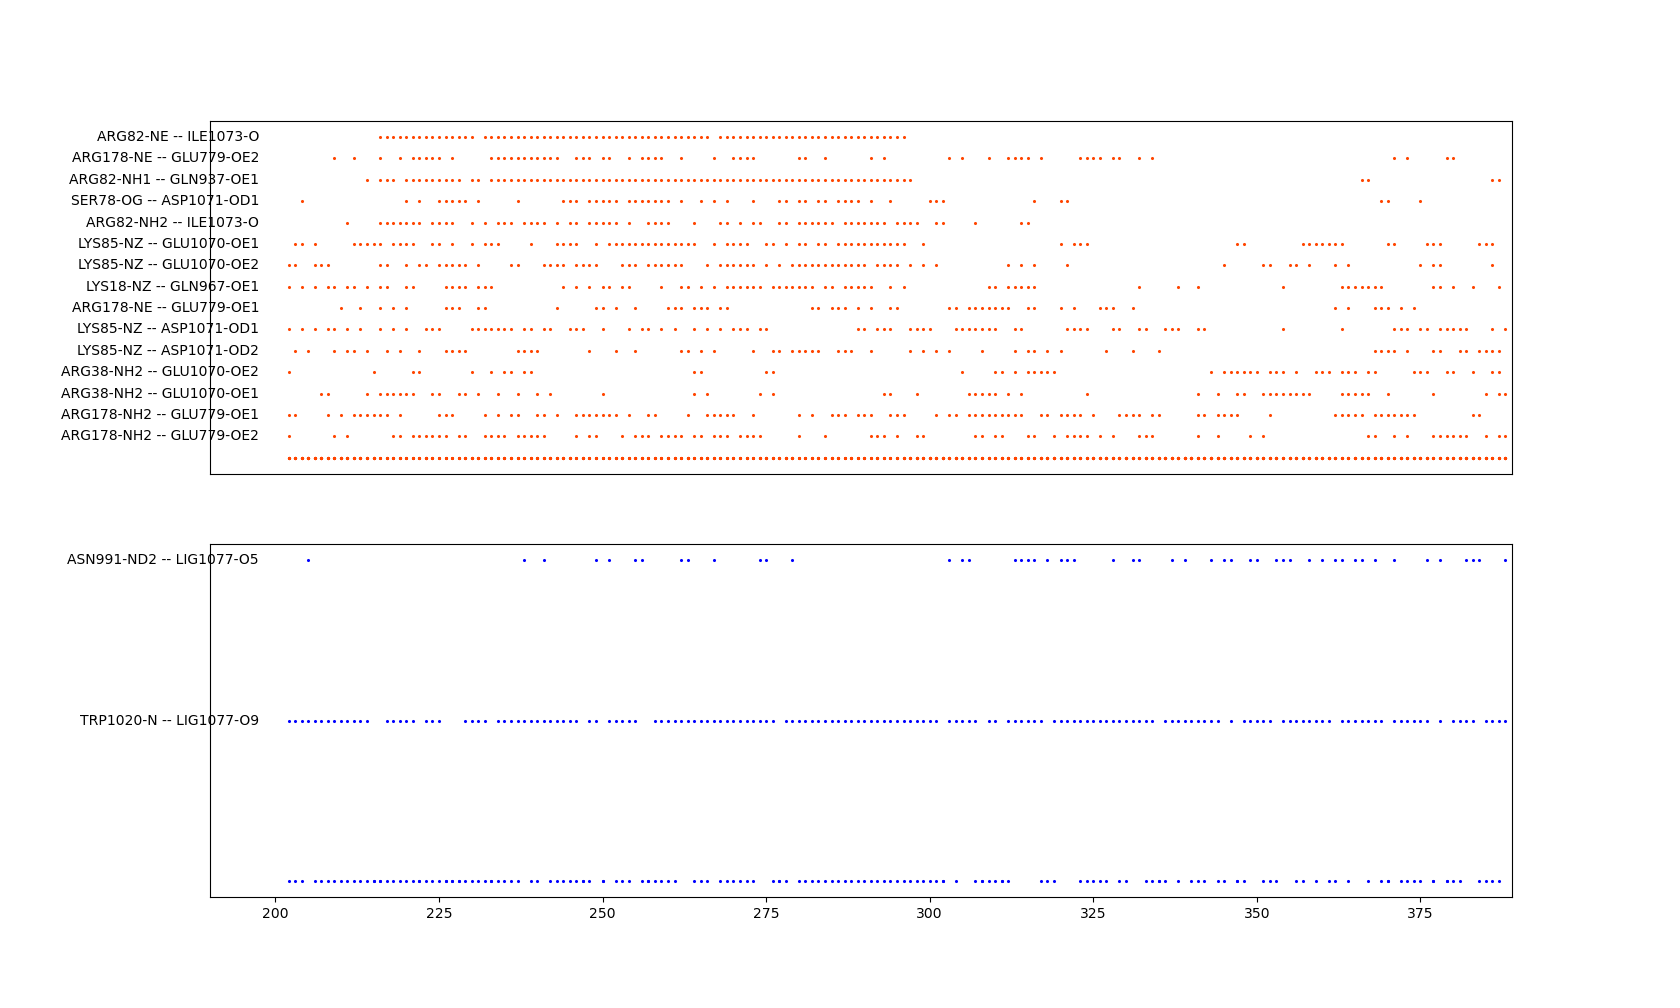 ARG82-NE -- ILE1073-O
ARG178-NE -- GLU779-OE2
ARG82-NH1 -- GLN937-OE1
SER78-OG -- ASP1071-OD1
ARG82-NH2 -- ILE1073-O
LYS85-NZ -- GLU1070-OE1
LYS85-NZ -- GLU1070-OE2
LYS18-NZ -- GLN967-OE1
ARG178-NE -- GLU779-OE1
LYS85-NZ -- ASP1071-OD1
LYS85-NZ -- ASP1071-OD2
ARG38-NH2 -- GLU1070-OE2
ARG38-NH2 -- GLU1070-OE1
ARG178-NH2 -- GLU779-OE1
ARG178-NH2 -- GLU779-OE2
ASN991-ND2 -- LIG1077-O5
TRP1020-N -- LIG1077-O9
200 225 250 275 300 325 350 375